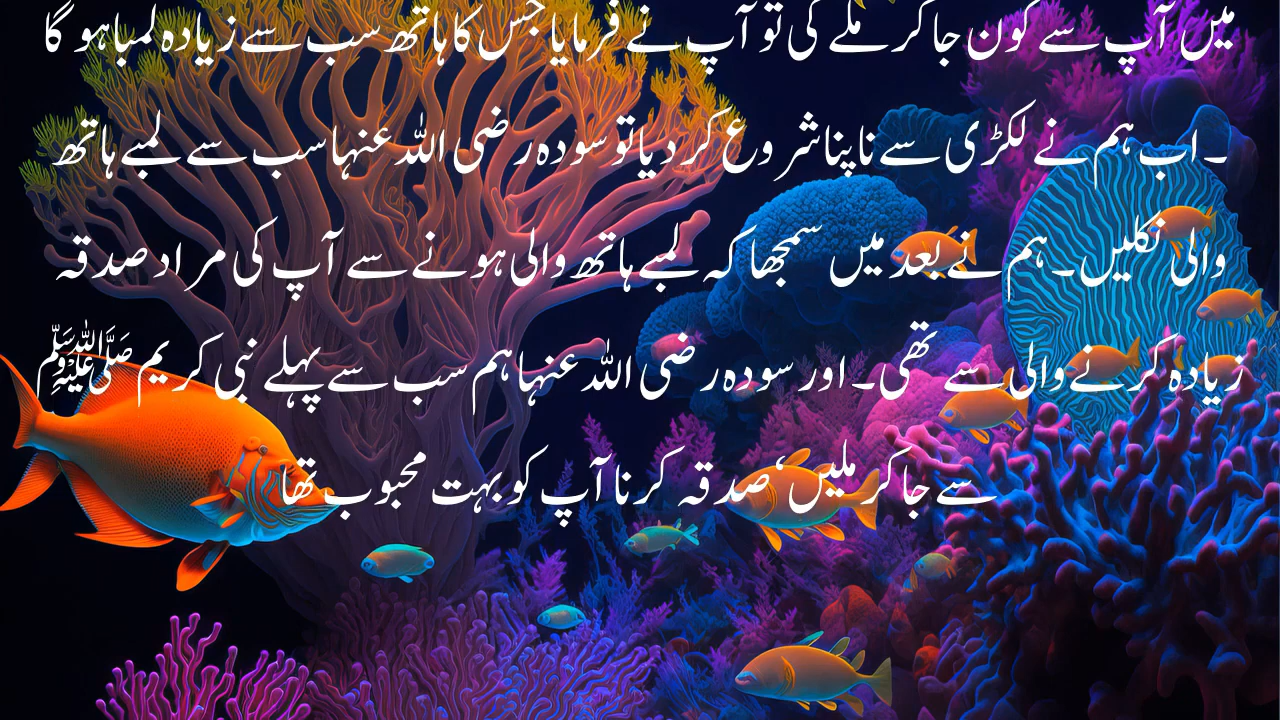 میں آپ سے کون جا کر ملے گی تو آپ نے فرمایا جس کا ہاتھ سب سے زیادہ لمبا ہو گا
۔ اب ہم نے لکڑی سے ناپنا شروع کر دیا تو سودہ رضی اللہ عنہا سب سے لمبے ہاتھ
والی نکلیں۔ ہم نے بعد میں سمجھا کہ لمبے ہاتھ والی ہونے سے آپ کی مراد صدقہ
زیادہ کرنے والی سے تھی۔ اور سودہ رضی اللہ عنہا ہم سب سے پہلے نبی کریم صَلَّى اللّٰهُ عَلَيْهِ وَسَلَّم
سے جا کر ملیں ‘ صدقہ کرنا آپ کو بہت محبوب تھا